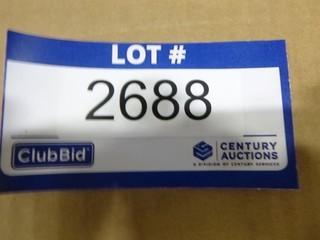 LOT #
2688
ClubBid
CENTURY
AUCTIONS
A DIVISION OF CENTURY SERVICES